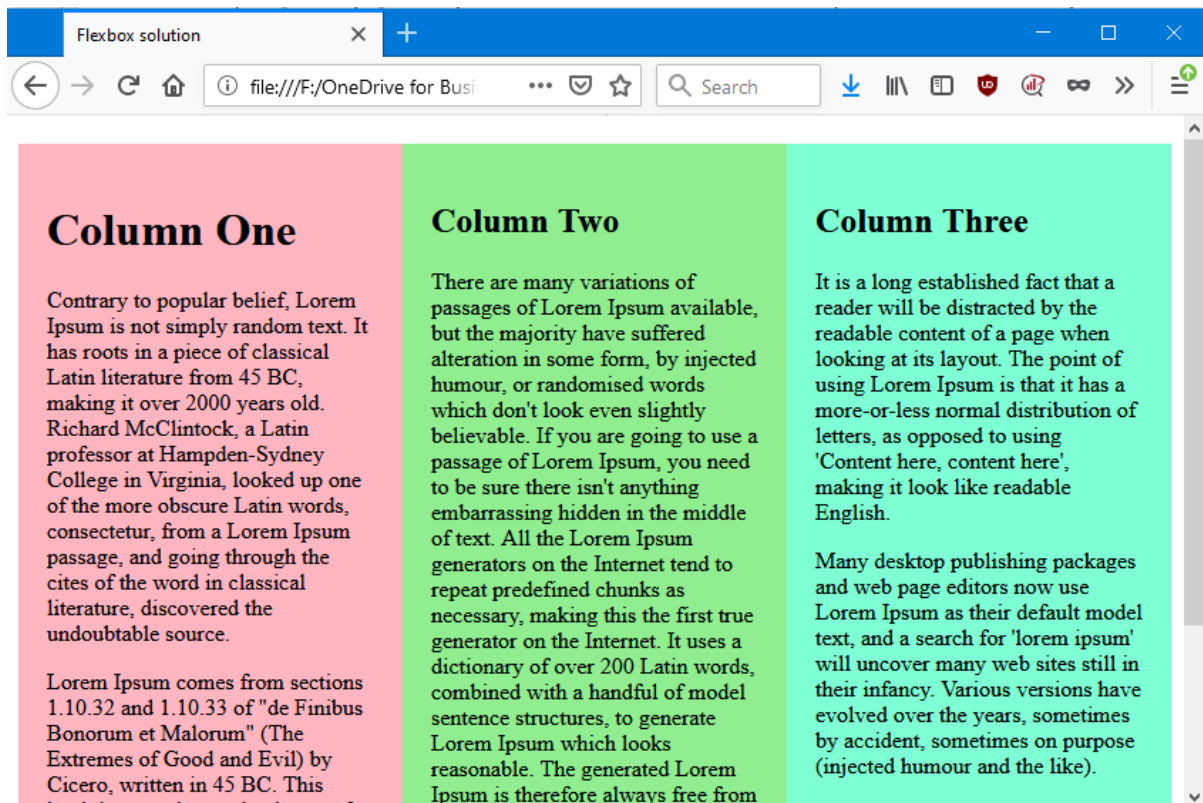 Flexbox solution
file:///F:/OneDrive for Busi
Search
Column One
Contrary to popular belief, Lorem
Ipsum is not simply random text. It
has roots in a piece of classical
Latin literature from 45 BC,
making it over 2000 years old.
Richard McClintock, a Latin
professor at Hampden-Sydney
College in Virginia, looked up one
of the more obscure Latin words,
consectetur, from a Lorem Ipsum
passage, and going through the
cites of the word in classical
literature, discovered the
undoubtable source.
Lorem Ipsum comes from sections
1.10.32 and 1.10.33 of "de Finibus
Bonorum et Malorum" (The
Extremes of Good and Evil) by
Cicero, written in 45 BC. This
Column Two
There are many variations of
passages of Lorem Ipsum available,
but the majority have suffered
alteration in some form, by injected
humour, or randomised words
which don't look even slightly
believable. If you are going to use a
passage of Lorem Ipsum, you need
to be sure there isn't anything
embarrassing hidden in the middle
of text. All the Lorem Ipsum
generators on the Internet tend to
repeat predefined chunks as
necessary, making this the first true
generator on the Internet. It uses a
dictionary of over 200 Latin words,
combined with a handful of model
sentence structures, to generate
Lorem Ipsum which looks
reasonable. The generated Lorem
Ipsum is therefore always free from
Column Three
It is a long established fact that a
reader will be distracted by the
readable content of a page when
looking at its layout. The point of
using Lorem Ipsum is that it has a
more-or-less normal distribution of
letters, as opposed to using
'Content here, content here',
making it look like readable
English.
Many desktop publishing packages
and web page editors now use
Lorem Ipsum as their default model
text, and a search for 'lorem ipsum'
will uncover many web sites still in
their infancy. Various versions have
evolved over the years, sometimes
by accident, sometimes on purpose
(injected humour and the like).